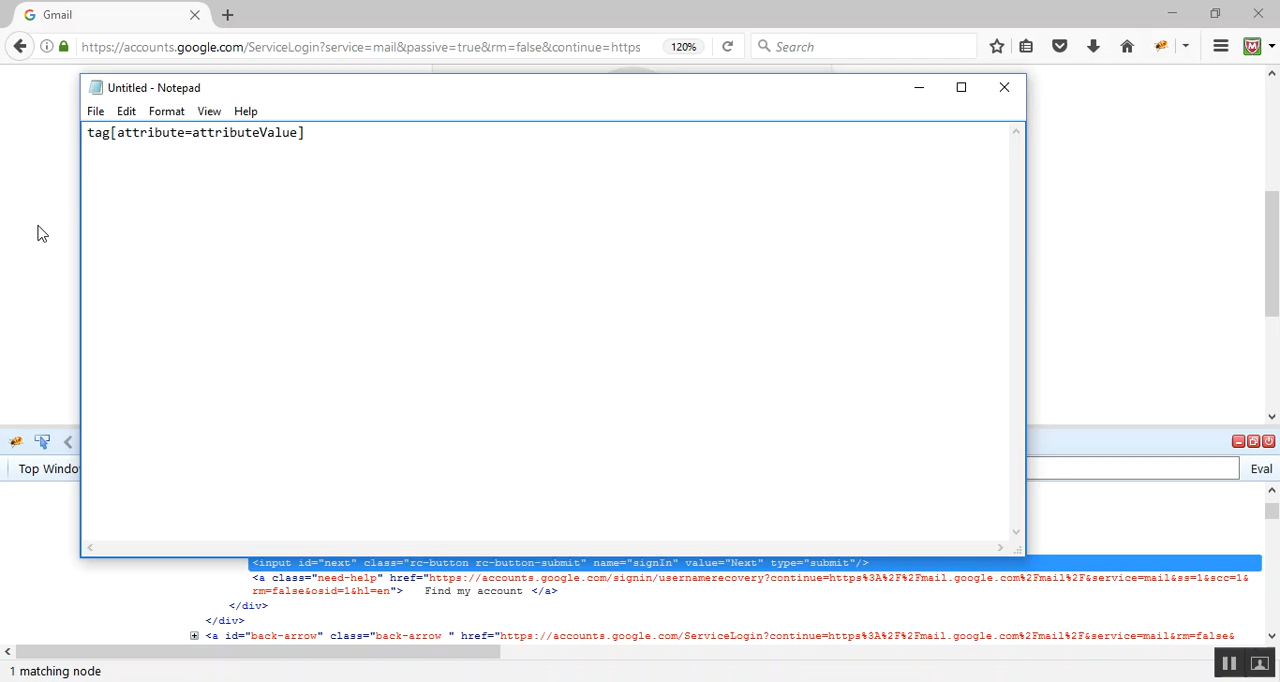 Gmail
https://accounts.google.com/ServiceLogin?service=mail&passive=true&rm=false&continue=https
120%
Search
Untitled - Notepad
File Edit Format View Help
tag[attribute=attributeValue]
Top Windo
Eval
<input id="next" class="rc-button rc-button-submit" name="signIn" value="Next" type="submit"/>
<a class="need-help" href="https://accounts.google.com/signin/usernamerecovery?continue=https%3A%2F%2Fmail.google.com%2Fmail%2F&service=mail&ss=1&scc=1&
rm=false&osid=1&hl=en"> Find my account </a>
</div>
</div>
<a id="back-arrow" class="back-arrow " href="https://accounts.google.com/ServiceLogin?continue=https%3A%2F%2Fmail.google.com%2Fmail%2F&service=mail&rm=false&
1 matching node